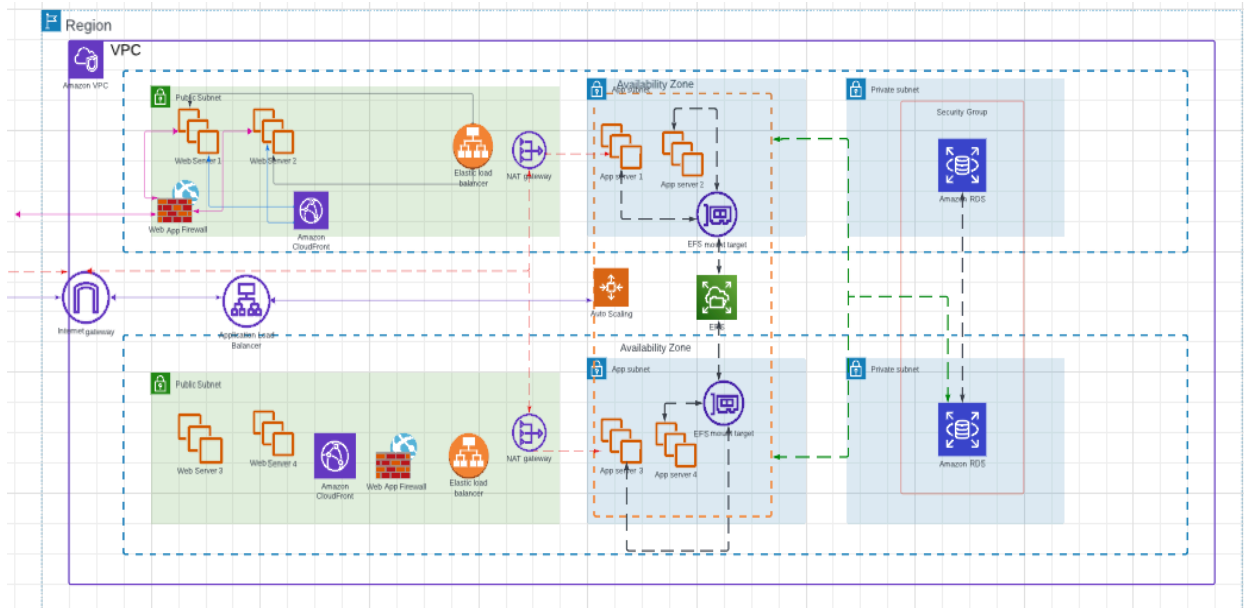 Region
VPC
Amazon VPC
Availability Zone
Public Subnet
App subnet
Private subnet
Security Group
Web Server 1
Web Server 2
Elastic load
balancer
NAT gateway
App server 1
App server 2
Amazon RDS
Web App Firewall
Amazon
CloudFront
EFS mount target
Internet gateway
Application Load
Balancer
Auto Scaling
EFS
Availability Zone
Public Subnet
App subnet
Private subnet
Web Server 3
Web Server 4
Amazon
CloudFront
Web App Firewall
Elastic load
balancer
NAT gateway
App server 3
App server 4
EFS mount target
Amazon RDS